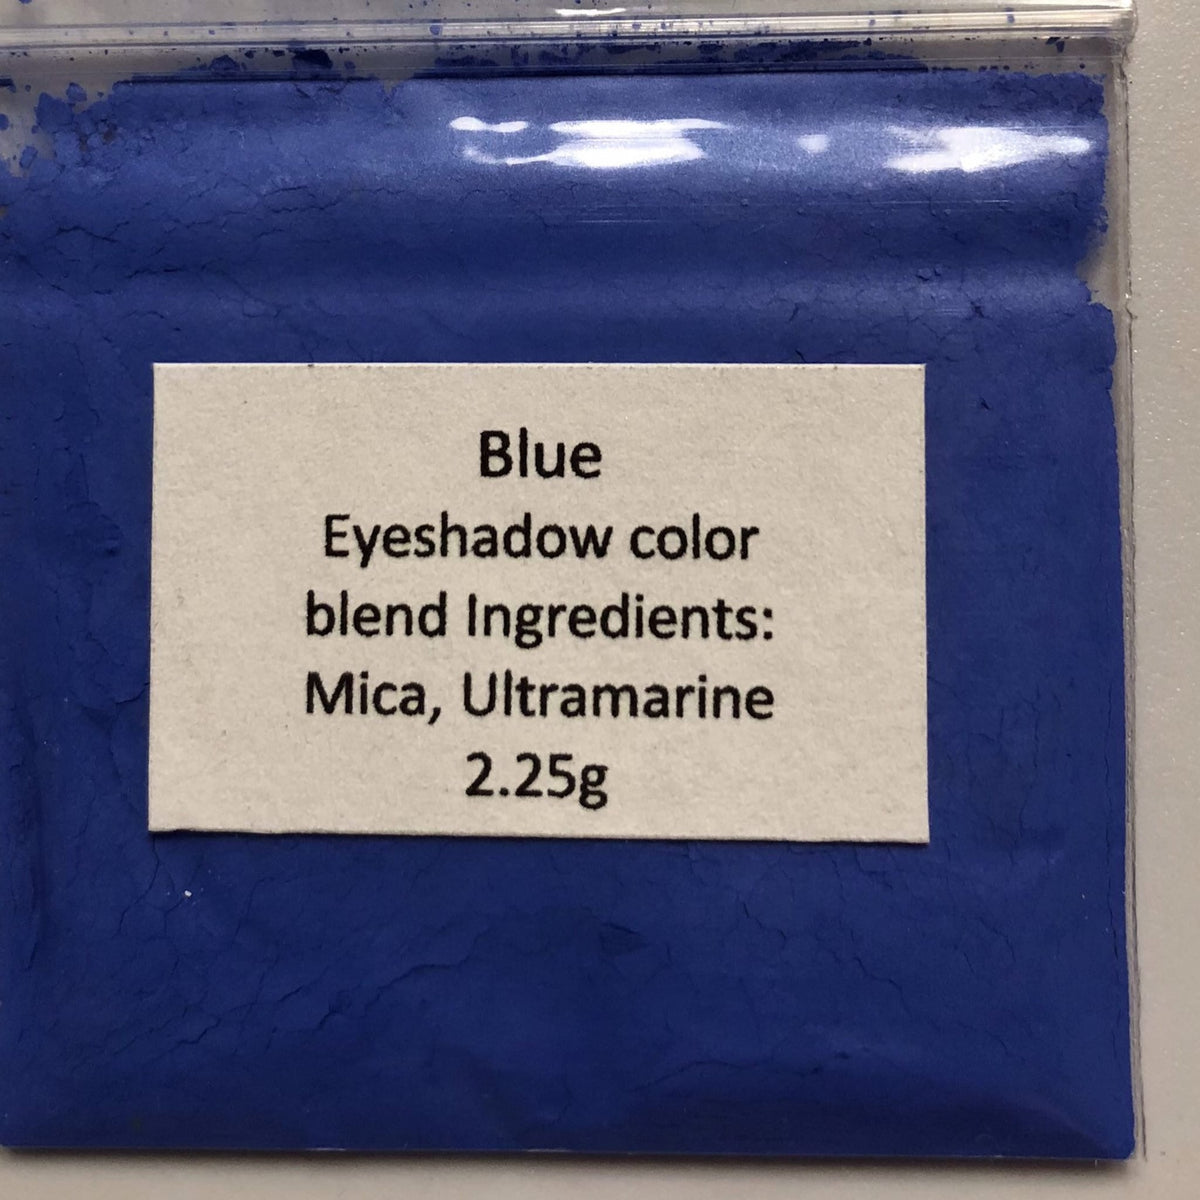 Blue
Eyeshadow color
blend Ingredients:
Mica, Ultramarine
2.25g